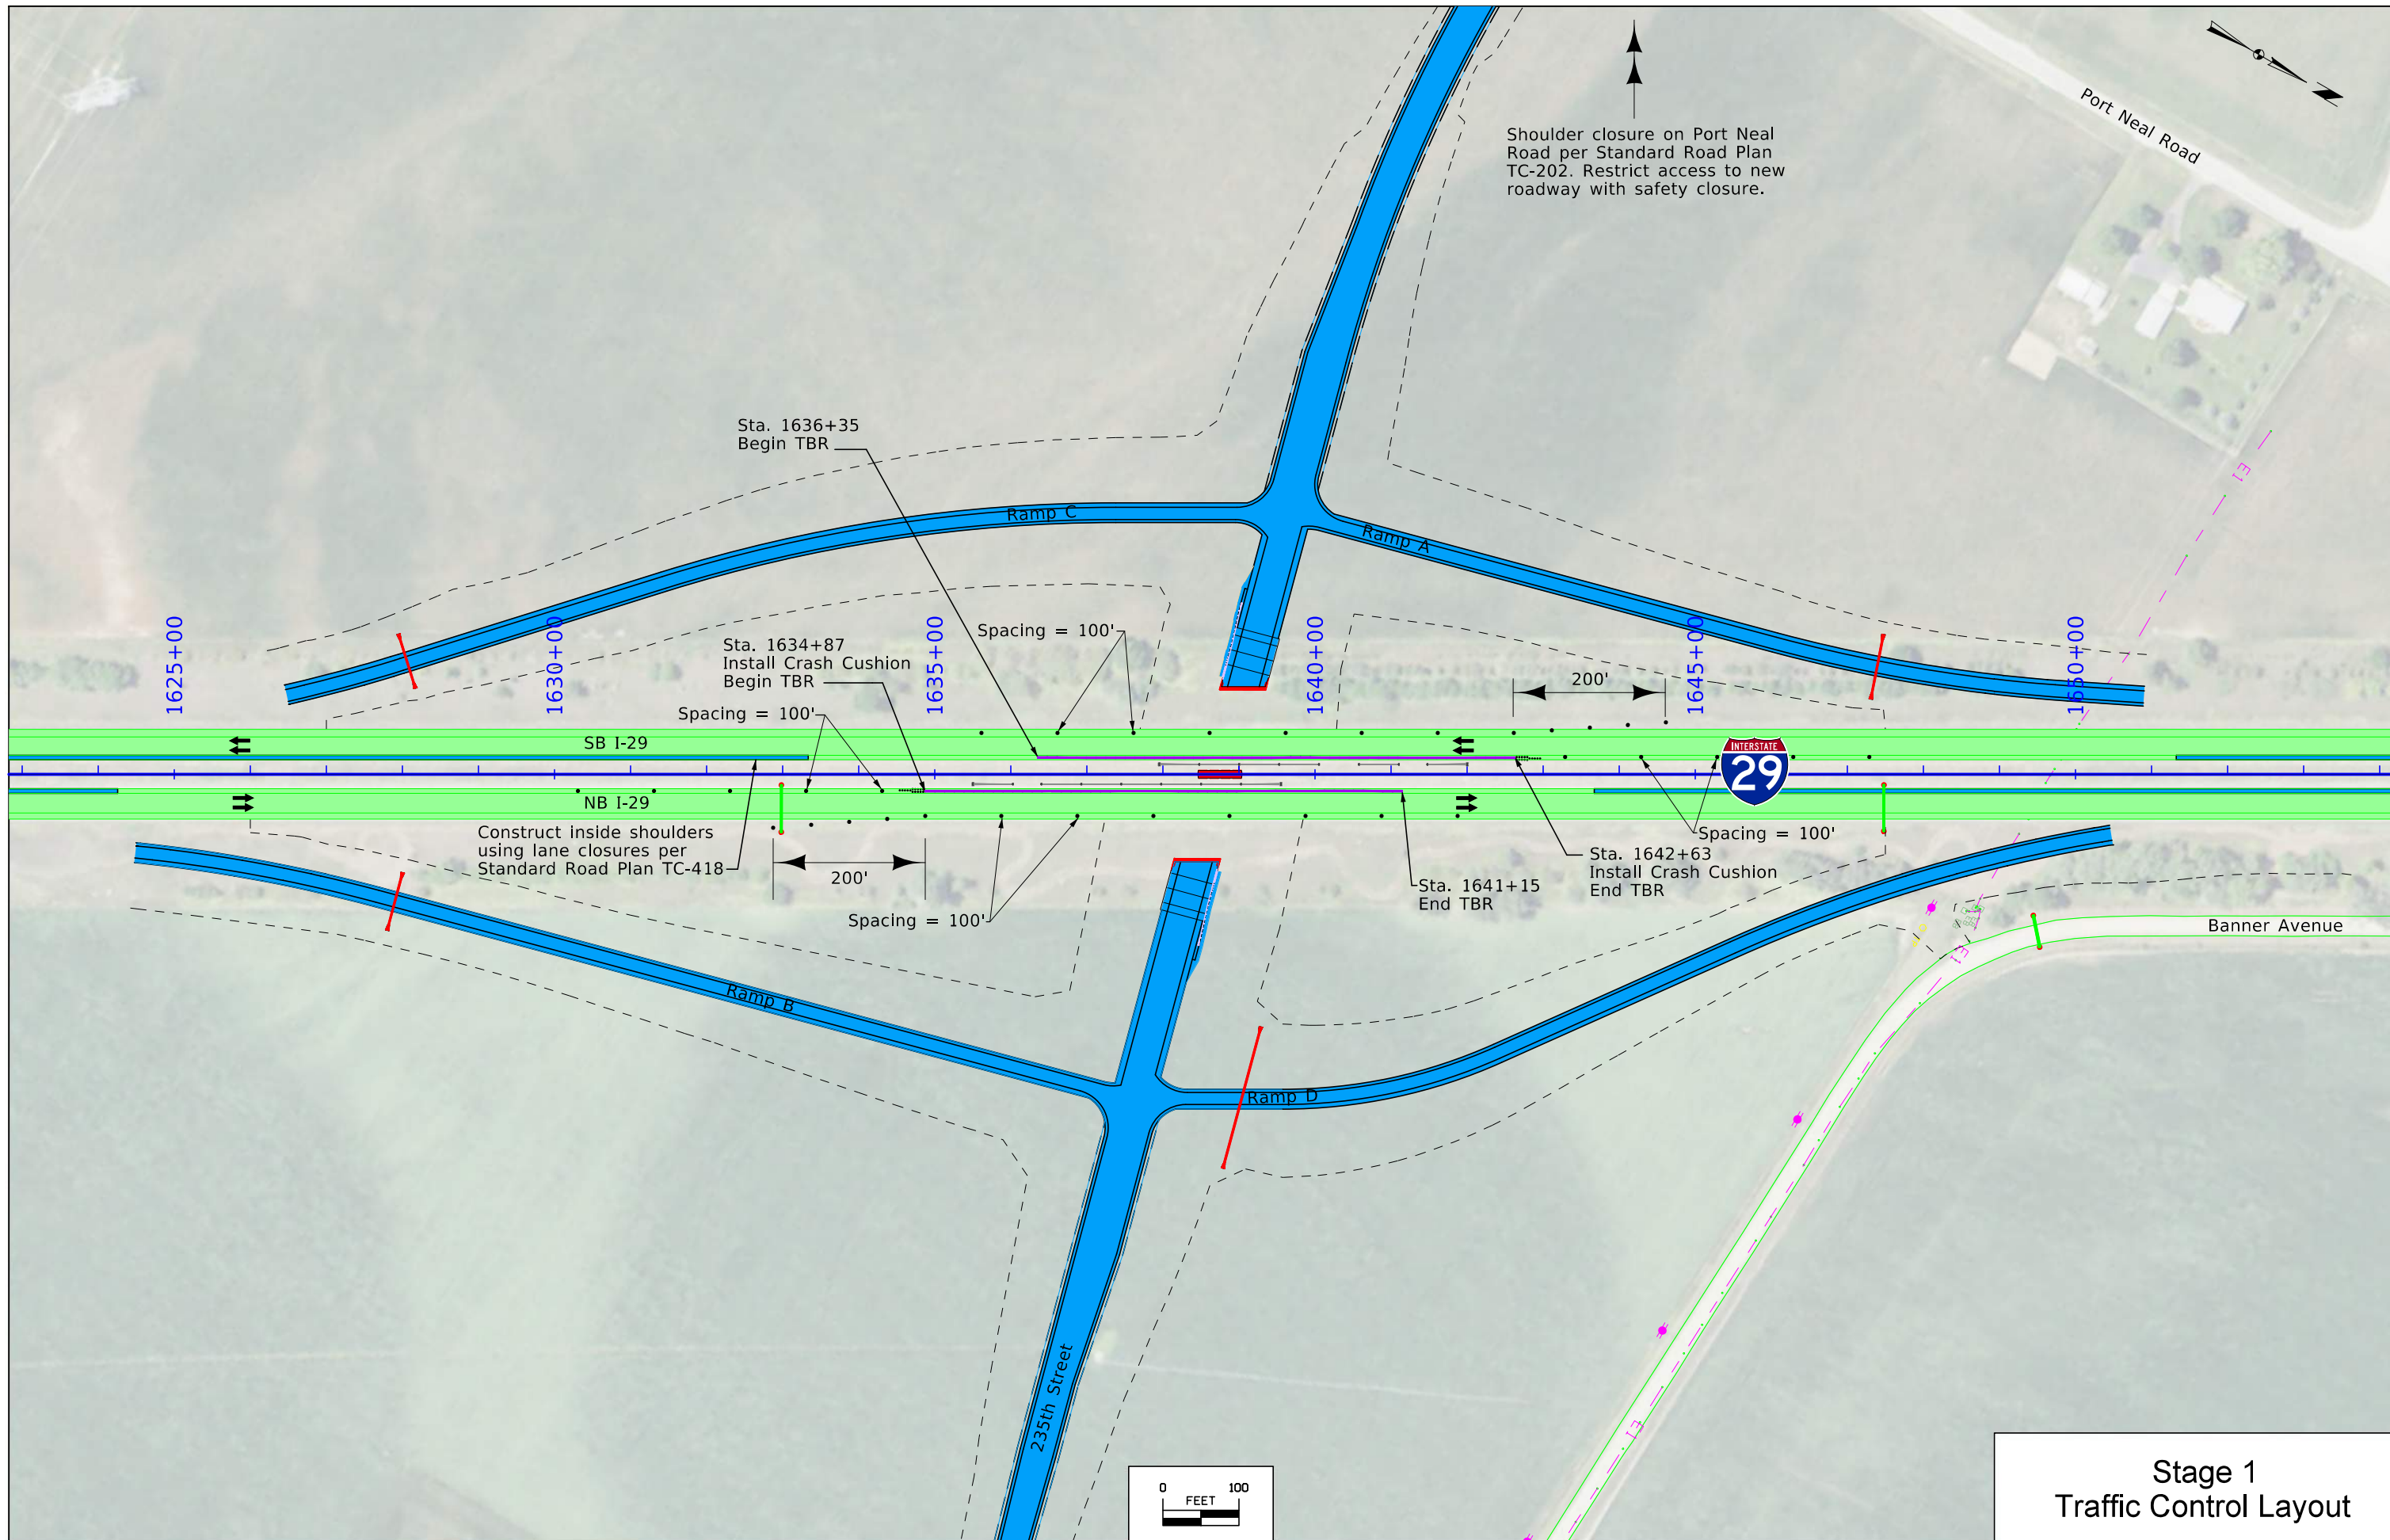 N
Port Neal Road
Shoulder closure on Port Neal
Road per Standard Road Plan
TC-202. Restrict access to new
roadway with safety closure.
Sta. 1636+35
Begin TBR
E1
Ramp C
Ramp A
Sta. 1634+87
Install Crash Cushion
Begin TBR
Spacing = 100'
Spacing = 100'
200'
1625+00
1630+00
1635+00
1640+00
1645+00
1650+00
SB I-29
INTERSTATE
29
NB I-29
Construct inside shoulders
using lane closures per
Standard Road Plan TC-418
200'
Spacing = 100'
Spacing = 100'
Sta. 1642+63
Install Crash Cushion
End TBR
Sta. 1641+15
End TBR
Banner Avenue
E1
Ramp B
Ramp D
235th Street
E1
0 100
FEET
Stage 1
Traffic Control Layout